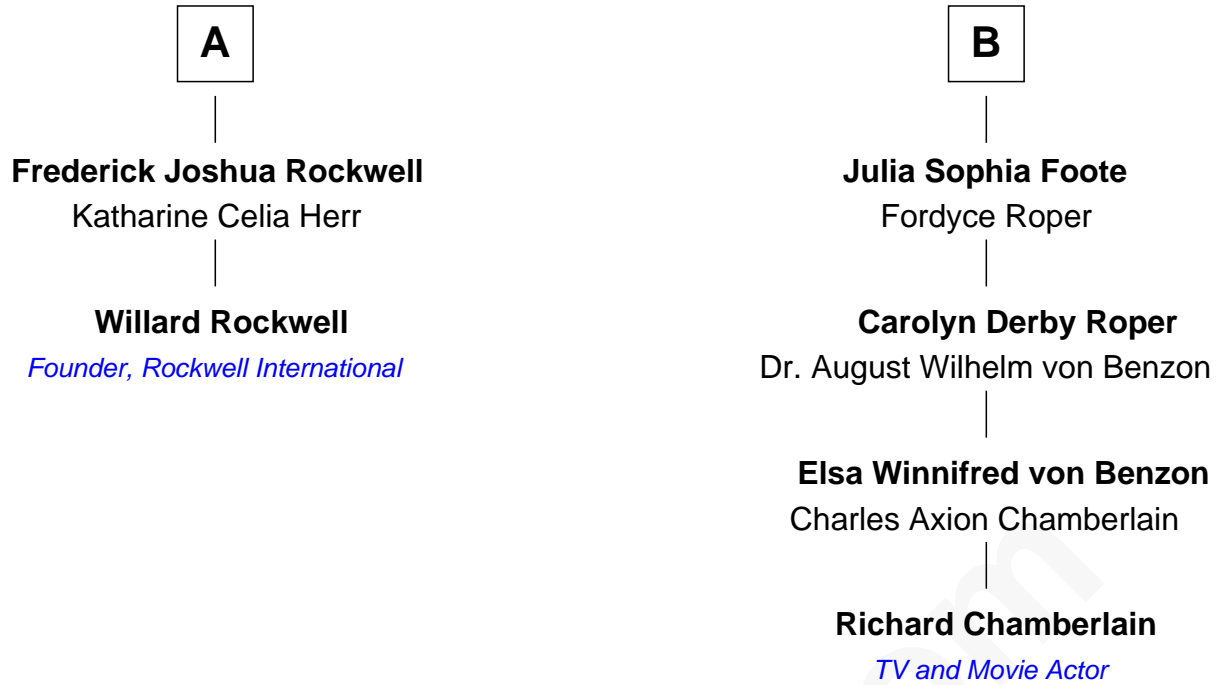 A
Frederick Joshua Rockwell
Katharine Celia Herr
Willard Rockwell
Founder, Rockwell International
B
Julia Sophia Foote
Fordyce Roper
Carolyn Derby Roper
Dr. August Wilhelm von Benzon
Elsa Winnifred von Benzon
Charles Axion Chamberlain
Richard Chamberlain
TV and Movie Actor